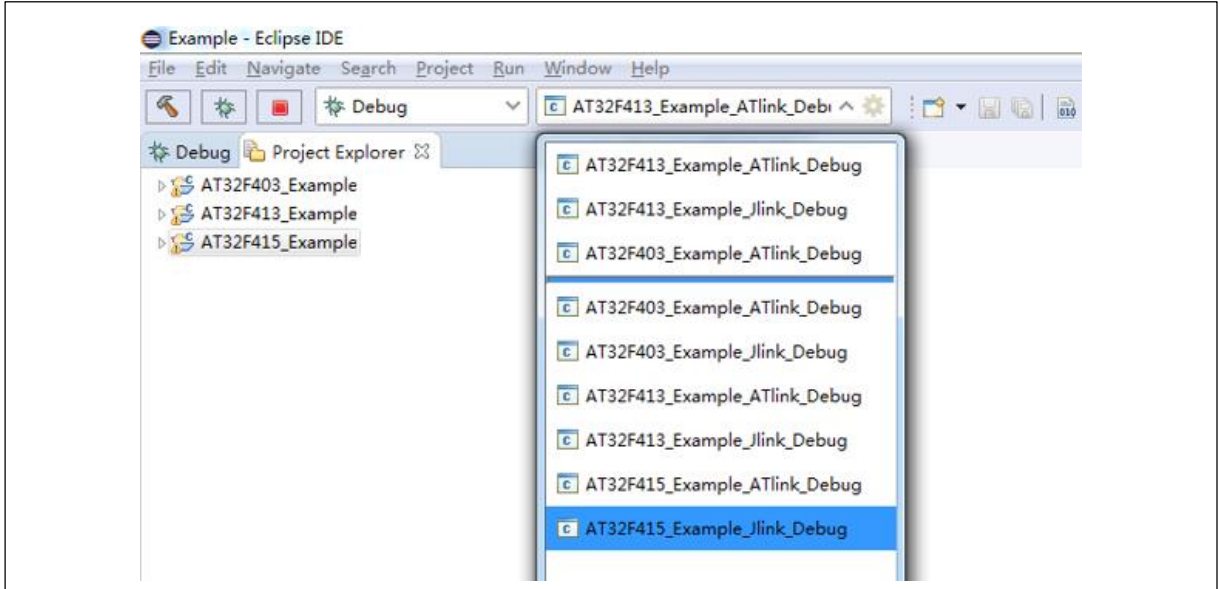 Example - Eclipse IDE
File Edit Navigate Search Project Run Window Help
Debug AT32F413_Example_ATlink_Debu 010
Debug Project Explorer
AT32F403_Example
AT32F413_Example
AT32F415_Example
AT32F413_Example_ATlink_Debug
AT32F413_Example_Jlink_Debug
AT32F403_Example_ATlink_Debug
AT32F403_Example_ATlink_Debug
AT32F403_Example_Jlink_Debug
AT32F413_Example_ATlink_Debug
AT32F413_Example_Jlink_Debug
AT32F415_Example_ATlink_Debug
AT32F415_Example_Jlink_Debug